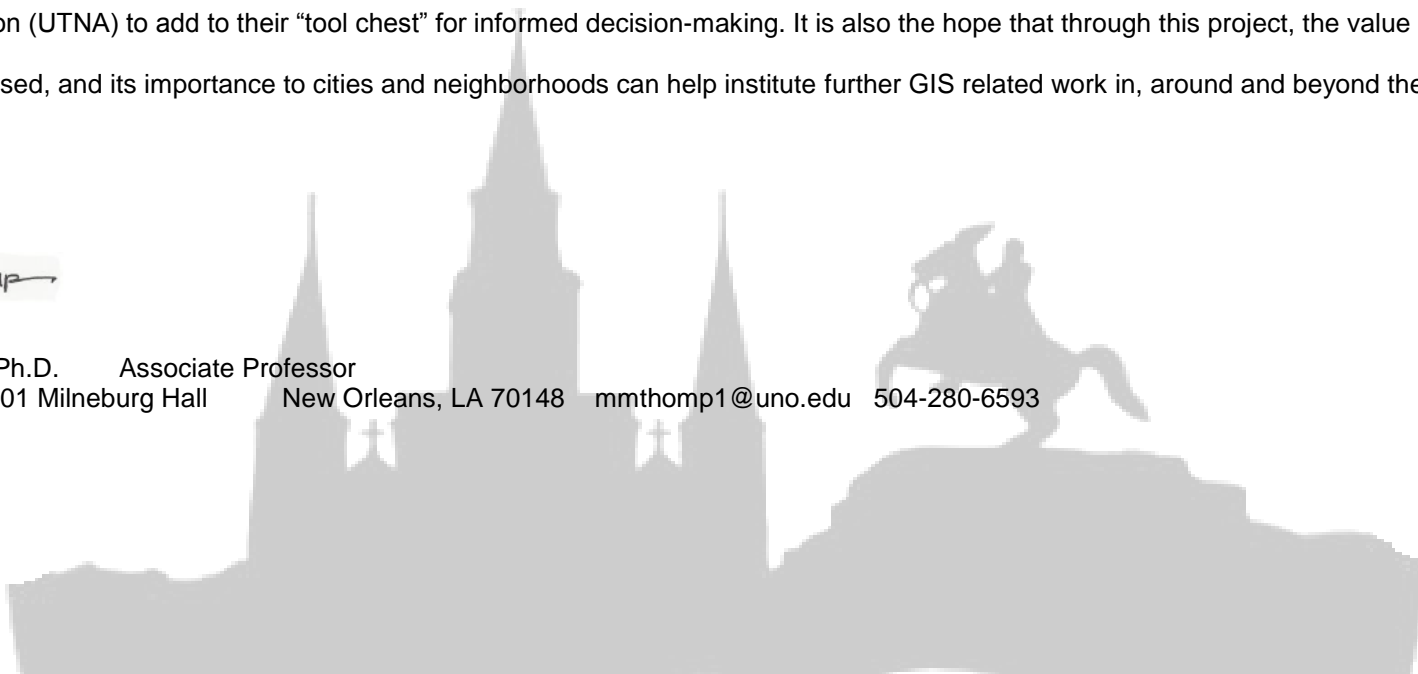 on (UTNA) to add to their “tool chest” for informed decision-making. It is also the hope that through this project, the value
sed, and its importance to cities and neighborhoods can help institute further GIS related work in, around and beyond the
Ph.D. Associate Professor
01 Milneburg Hall New Orleans, LA 70148 mmthomp1@uno.edu 504-280-6593